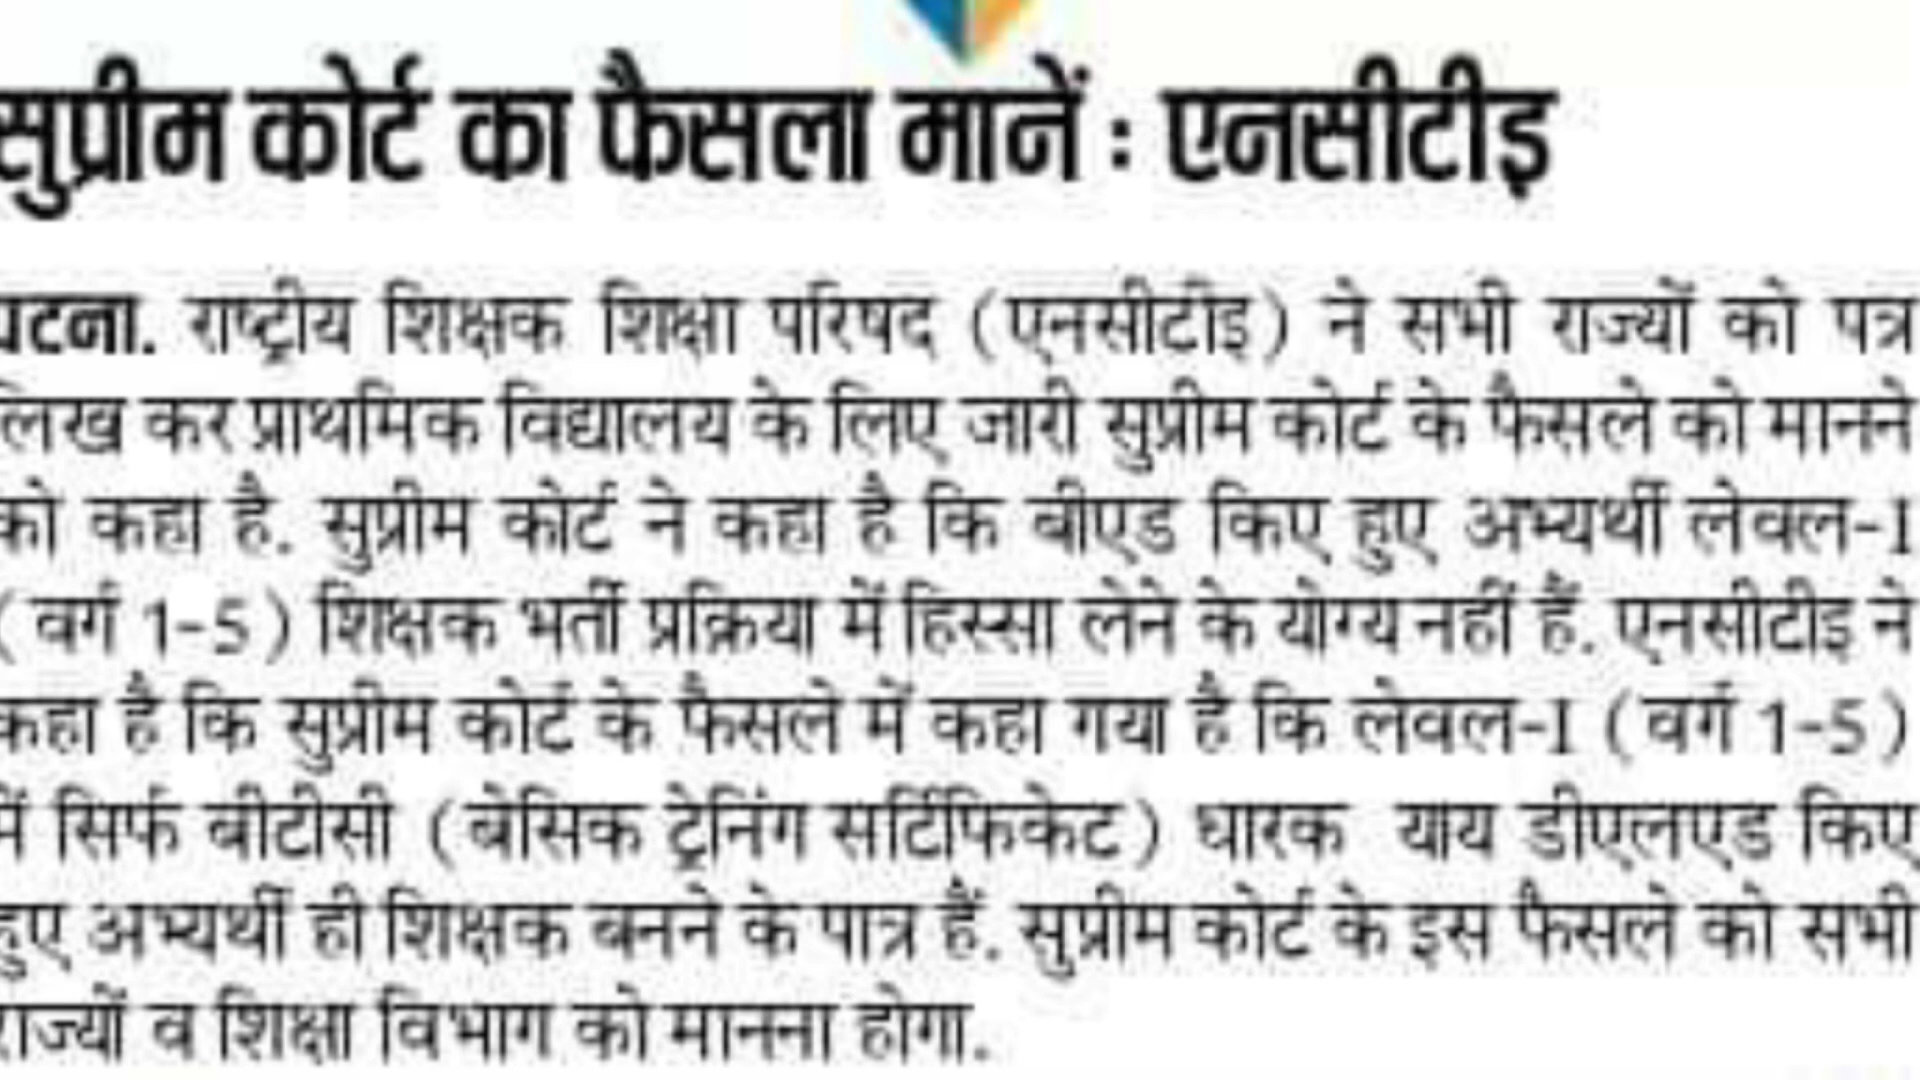 सुप्रीम कोर्ट का फैसला मानें : एनसीटीइ
पटना. राष्ट्रीय शिक्षक शिक्षा परिषद (एनसीटीइ) ने सभी राज्यों को पत्र
लिख कर प्राथमिक विद्यालय के लिए जारी सुप्रीम कोर्ट के फैसले को मानने
को कहा है. सुप्रीम कोर्ट ने कहा है कि बीएड किए हुए अभ्यर्थी लेवल-I
(वर्ग 1-5) शिक्षक भर्ती प्रक्रिया में हिस्सा लेने के योग्य नहीं हैं. एनसीटीइ ने
कहा है कि सुप्रीम कोर्ट के फैसले में कहा गया है कि लेवल-I (वर्ग 1-5)
में सिर्फ बीटीसी (बेसिक ट्रेनिंग सर्टिफिकेट) धारक याय डीएलएड किए
हुए अभ्यर्थी ही शिक्षक बनने के पात्र हैं. सुप्रीम कोर्ट के इस फैसले को सभी
राज्यों व शिक्षा विभाग को मानना होगा.